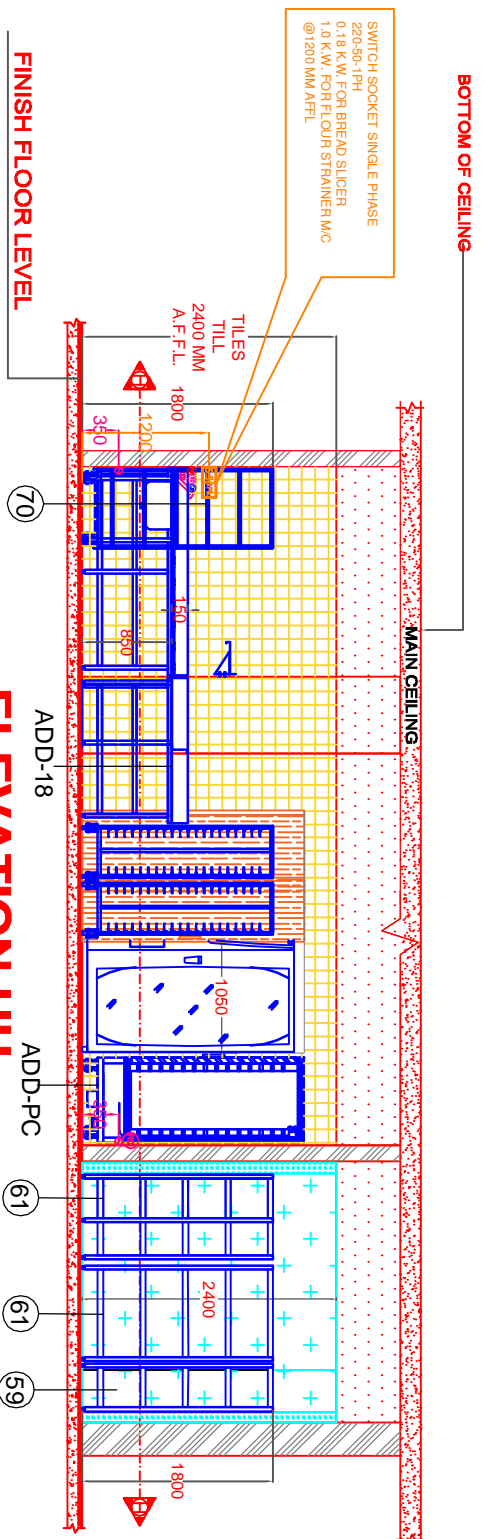 BOTTOM OF CEILING
MAIN CEILING
SWITCH SOCKET SINGLE PHASE
220-50-1PH
0.18 K.W. FOR BREAD SLICER
1.0 K.W. FOR FLOUR STRAINER M/C
@1200 MM AFFL
TILES
TILL
2400 MM
A.F.F.L.
1800
1200
350
150
850
1050
350
2400
1800
FINISH FLOOR LEVEL
70
ADD-18
ADD-PC
61
61
59
ELEVATION